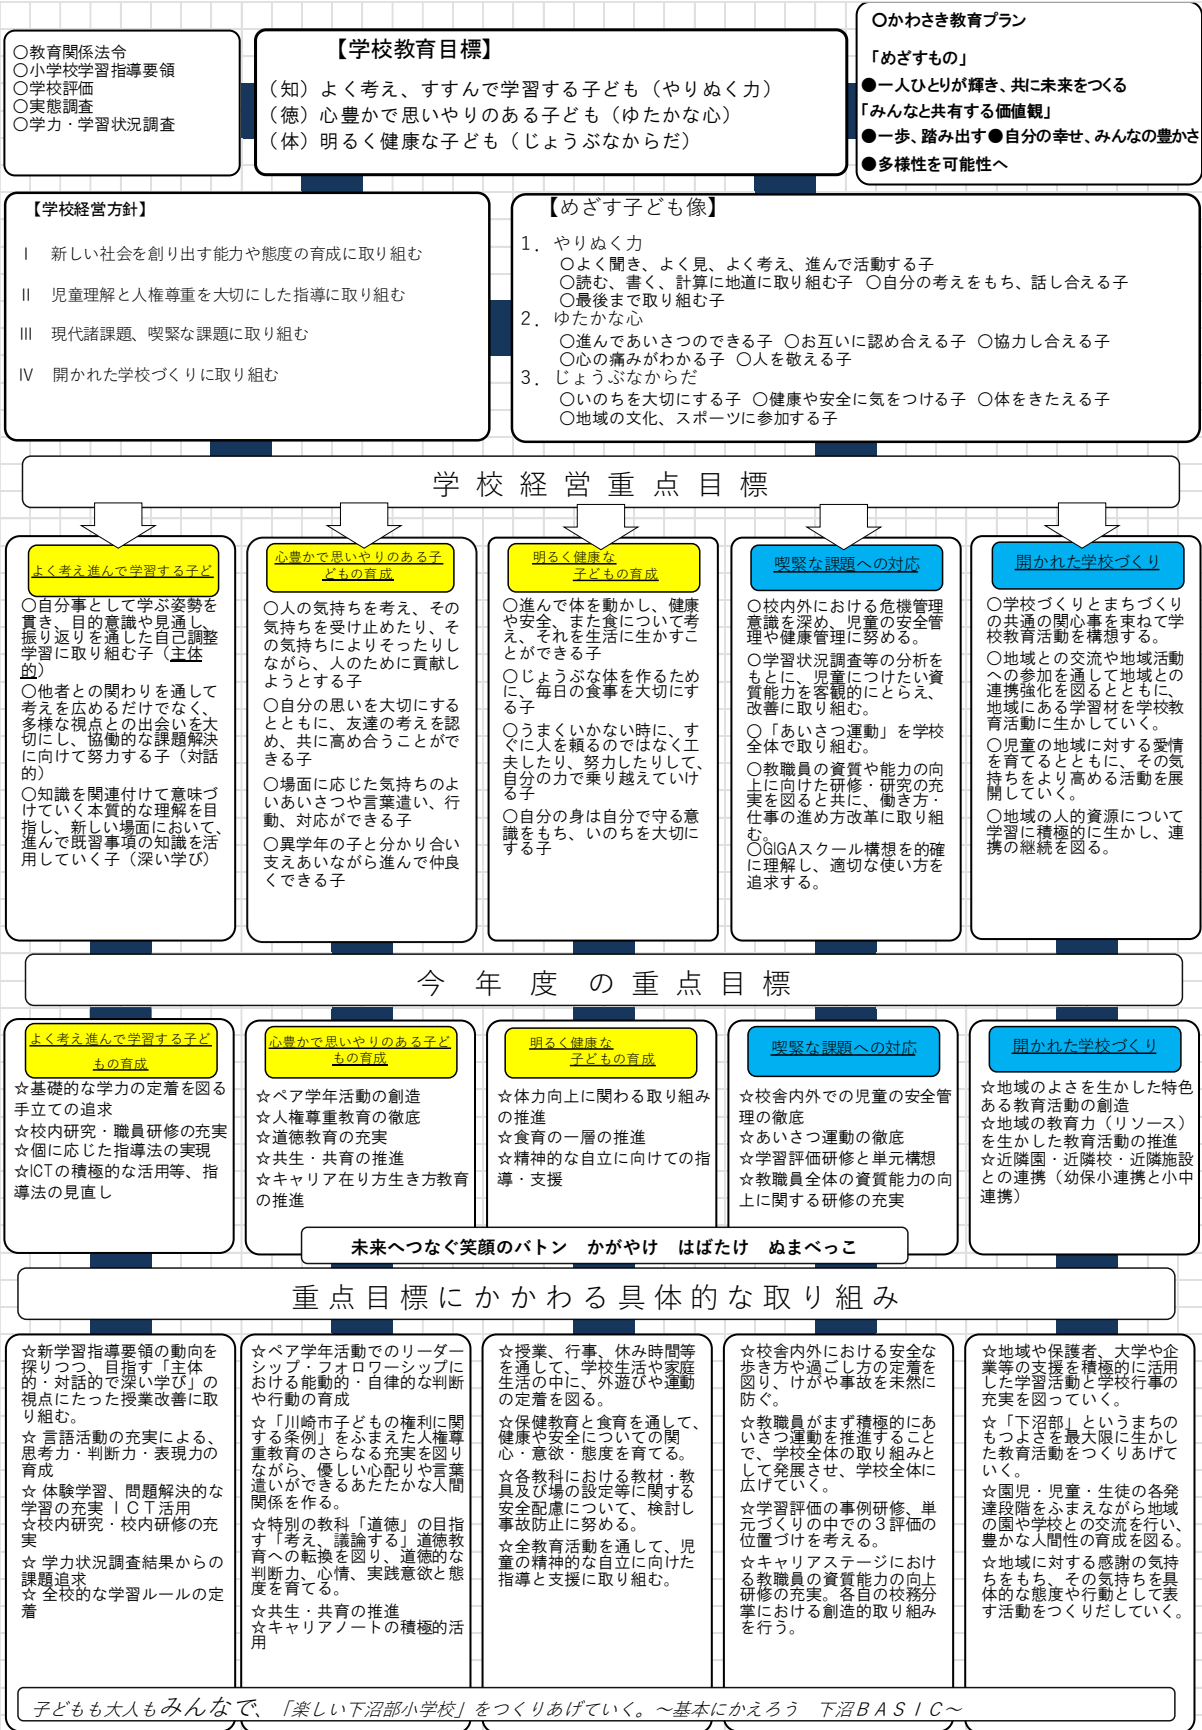 ○教育関係法令
○小学校学習指導要領
○学校評価
○実態調査
○学力・学習状況調査
【学校教育目標】
（知）よく考え、すすんで学習する子ども（やりぬく力）
（徳）心豊かで思いやりのある子ども（ゆたかな心）
（体）明るく健康な子ども（じょうぶなからだ）
○かわさき教育プラン
「めざすもの」
●一人ひとりが輝き、共に未来をつくる
「みんなと共有する価値観」
●一歩、踏み出す●自分の幸せ、みんなの豊かさ
●多様性を可能性へ
【学校経営方針】
Ⅰ　新しい社会を創り出す能力や態度の育成に取り組む
Ⅱ　児童理解と人権尊重を大切にした指導に取り組む
Ⅲ　現代諸課題、喫緊な課題に取り組む
Ⅳ　開かれた学校づくりに取り組む
【めざす子ども像】
1．やりぬく力
○よく聞き、よく見、よく考え、進んで活動する子
○読む、書く、計算に地道に取り組む子 ○自分の考えをもち、話し合える子
○最後まで取り組む子
2．ゆたかな心
○進んであいさつのできる子 ○お互いに認め合える子 ○協力し合える子
○心の痛みがわかる子 ○人を敬える子
3．じょうぶなからだ
○いのちを大切にする子 ○健康や安全に気をつける子 ○体をきたえる子
○地域の文化、スポーツに参加する子
学校経営重点目標
よく考え進んで学習する子ど
○自分事として学ぶ姿勢を
貫き、目的意識や見通し、
振り返りを通した自己調整
学習に取り組む子（主体
的）
○他者との関わりを通して
考えを広めるだけでなく、
多様な視点との出会いを大
切にし、協働的な課題解決
に向けて努力する子（対話
的）
○知識を関連付けて意味づ
けていく本質的な理解を目
指し、新しい場面において、
進んで既習事項の知識を活
用していく子（深い学び）
心豊かで思いやりのある子
どもの育成
○人の気持ちを考え、その
気持ちを受け止めたり、そ
の気持ちによりそったりし
ながら、人のために貢献し
ようとする子
○自分の思いを大切にする
とともに、友達の考えを認
め、共に高め合うことがで
きる子
○場面に応じた気持ちのよ
いあいさつや言葉遣い、行
動、対応ができる子
○異学年の子と分かり合い
支えあいながら進んで仲良
くできる子
明るく健康な
子どもの育成
○進んで体を動かし、健康
や安全、また食について考
え、それを生活に生かすこ
とができる子
○じょうぶな体を作るため
に、毎日の食事を大切にす
る子
○うまくいかない時に、す
ぐに人を頼るのではなく工
夫したり、努力したりして、
自分の力で乗り越えていけ
る子
○自分の身は自分で守る意
識をもち、いのちを大切に
する子
喫緊な課題への対応
○校内外における危機管理
意識を深め、児童の安全管
理や健康管理に努める。
○学習状況調査等の分析を
もとに、児童につけたい資
質能力を客観的にとらえ、
改善に取り組む。
○「あいさつ運動」を学校
全体で取り組む。
○教職員の資質や能力の向
上に向けた研修・研究の充
実を図ると共に、働き方・
仕事の進め方改革に取り組
む。
○GIGAスクール構想を的確
に理解し、適切な使い方を
追求する。
開かれた学校づくり
○学校づくりとまちづくり
の共通の関心事を束ねて学
校教育活動を構想する。
○地域との交流や地域活動
への参加を通して地域との
連携強化を図るとともに、
地域にある学習材を学校教
育活動に生かしていく。
○児童の地域に対する愛情
を育てるとともに、その気
持ちをより高める活動を展
開していく。
○地域の人的資源について
学習に積極的に生かし、連
携の継続を図る。
今年度の重点目標
よく考え進んで学習する子ど
もの育成
☆基礎的な学力の定着を図る
手立ての追求
☆校内研究・職員研修の充実
☆個に応じた指導法の実現
☆ICTの積極的な活用等、指
導法の見直し
心豊かで思いやりのある子ど
もの育成
☆ペア学年活動の創造
☆人権尊重教育の徹底
☆道徳教育の充実
☆共生・共育の推進
☆キャリア在り方生き方教育
の推進
明るく健康な
子どもの育成
☆体力向上に関わる取り組み
の推進
☆食育の一層の推進
☆精神的な自立に向けての指
導・支援
喫緊な課題への対応
☆校舎内外での児童の安全管
理の徹底
☆あいさつ運動の徹底
☆学習評価研修と単元構想
☆教職員全体の資質能力の向
上に関する研修の充実
開かれた学校づくり
☆地域のよさを生かした特色
ある教育活動の創造
☆地域の教育力（リソース）
を生かした教育活動の推進
☆近隣園・近隣校・近隣施設
との連携（幼保小連携と小中
連携）
未来へつなぐ笑顔のバトン　かがやけ　はばたけ　ぬまべっこ
重点目標にかかわる具体的な取り組み
☆新学習指導要領の動向を
探りつつ、目指す「主体
的・対話的で深い学び」の
視点にたった授業改善に取
り組む。
☆ 言語活動の充実による、
思考力・判断力・表現力の
育成
☆ 体験学習、問題解決的な
学習の充実 ＩＣＴ活用
☆校内研究・校内研修の充
実
☆ 学力状況調査結果からの
課題追求
☆ 全校的な学習ルールの定
着
☆ペア学年活動でのリーダー
シップ・フォロワーシップに
おける能動的・自律的な判断
や行動の育成
☆「川崎市子どもの権利に関
する条例」をふまえた人権尊
重教育のさらなる充実を図り
ながら、優しい心配りや言葉
遣いができるあたたかな人間
関係を作る。
☆特別の教科「道徳」の目指
す「考え、議論する」道徳教
育への転換を図り、道徳的な
判断力、心情、実践意欲と態
度を育てる。
☆共生・共育の推進
☆キャリアノートの積極的活
用
☆授業、行事、休み時間等
を通して、学校生活や家庭
生活の中に、外遊びや運動
の定着を図る。
☆保健教育と食育を通して、
健康や安全についての関
心・意欲・態度を育てる。
☆各教科における教材・教
具及び場の設定等に関する
安全配慮について、検討し
事故防止に努める。
☆全教育活動を通して、児
童の精神的な自立に向けた
指導と支援に取り組む。
☆校舎内外における安全な
歩き方や過ごし方の定着を
図り、けがや事故を未然に
防ぐ。
☆教職員がまず積極的にあ
いさつ運動を推進すること
で、学校全体の取り組みと
して発展させ、学校全体に
広げていく。
☆学習評価の事例研修、単
元づくりの中での３評価の
位置づけを考える。
☆キャリアステージにおけ
る教職員の資質能力の向上
研修の充実。各自の校務分
掌における創造的取り組み
を行う。
☆地域や保護者、大学や企
業等の支援を積極的に活用
した学習活動と学校行事の
充実を図っていく。
☆「下沼部」というまちの
もつよさを最大限に生かし
た教育活動をつくりあげて
いく。
☆園児・児童・生徒の各発
達段階をふまえながら地域
の園や学校との交流を行い、
豊かな人間性の育成を図る。
☆地域に対する感謝の気持
ちをもち、その気持ちを具
体的な態度や行動として表
す活動をつくりだしていく。
子どもも大人もみんなで、「楽しい下沼部小学校」をつくりあげていく。～基本にかえろう　下沼ＢＡＳＩＣ～